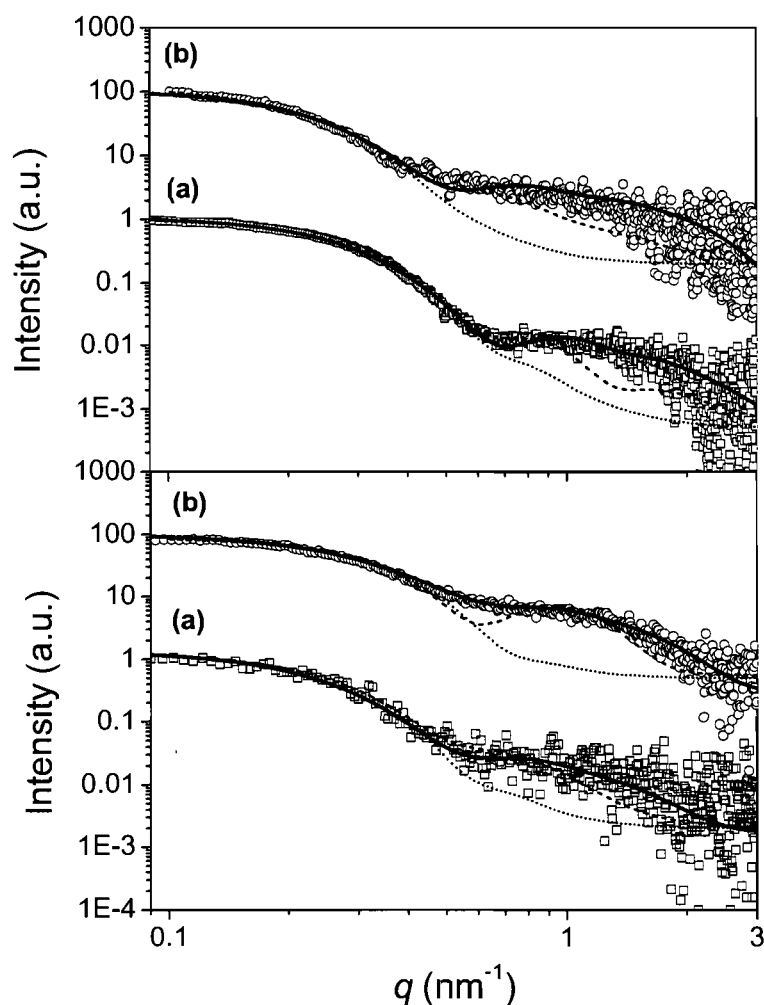 1000
(b)
100
10
(a)
1
0.1
0.01
1E-3
Intensity (a.u.)
1000
(b)
100
10
(a)
1
0.1
0.01
1E-3
1E-4
Intensity (a.u.)
0.1 1 3
q (nm⁻¹)